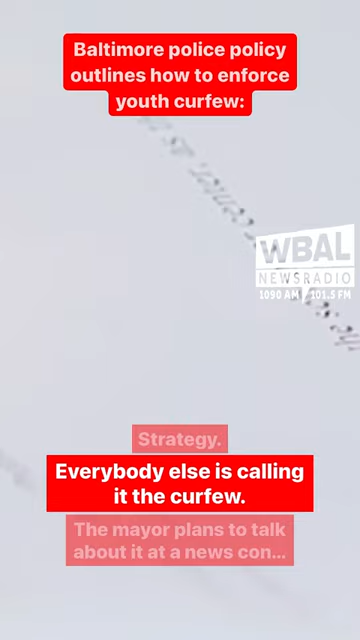 Baltimore police policy
outlines how to enforce
youth curfew:
WBAL
NEWSRADIO
1090 AM 101.5 FM
Strategy.
Everybody else is calling
it the curfew.
The mayor plans to talk
about it at a news con...